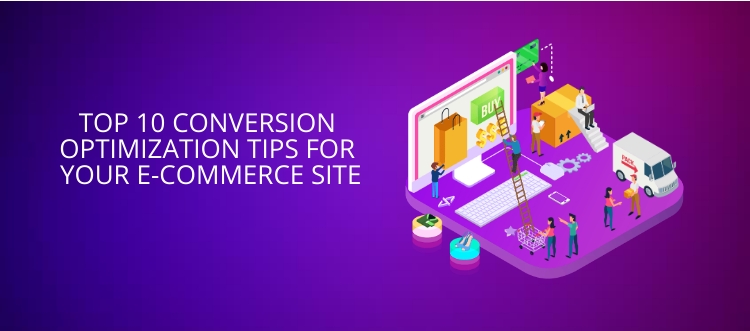 TOP 10 CONVERSION
OPTIMIZATION TIPS FOR
YOUR E-COMMERCE SITE
BUY